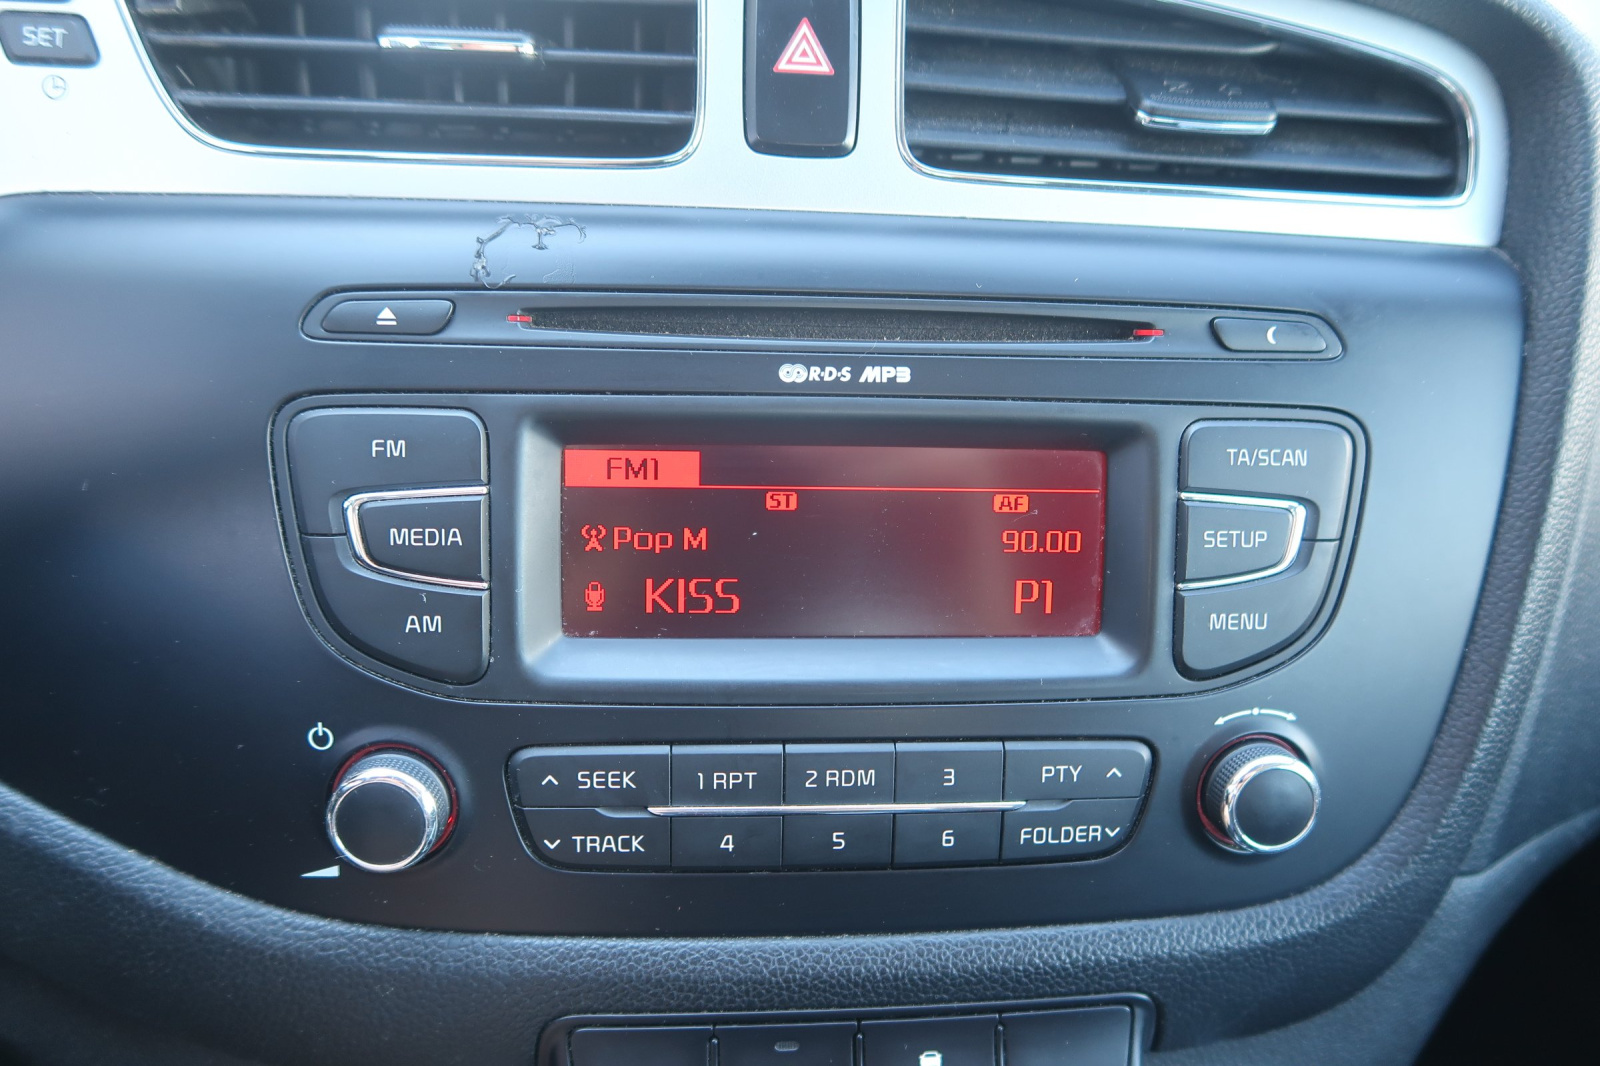 SET
R·D·S MP3
FM
MEDIA
AM
FM1
ST AF
Pop M 90.00
KISS P1
TA/SCAN
SETUP
MENU
SEEK 1 RPT 2 RDM 3 PTY
TRACK 4 5 6 FOLDER